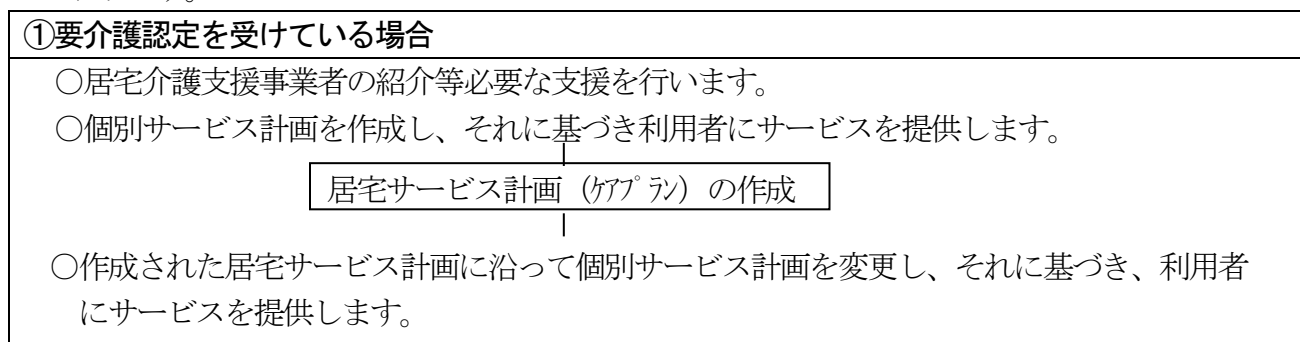 ①要介護認定を受けている場合
○居宅介護支援事業者の紹介等必要な支援を行います。
○個別サービス計画を作成し、それに基づき利用者にサービスを提供します。
居宅サービス計画（ｹｱﾌﾟﾗﾝ）の作成
○作成された居宅サービス計画に沿って個別サービス計画を変更し、それに基づき、利用者
にサービスを提供します。